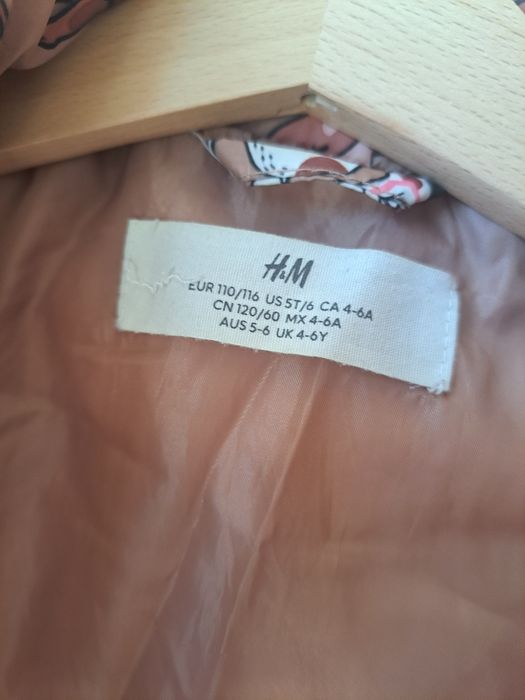 H&M
EUR 110/116 US 5T/6 CA 4-6A
CN 120/60 MX 4-6A
AUS 5-6 UK 4-6Y